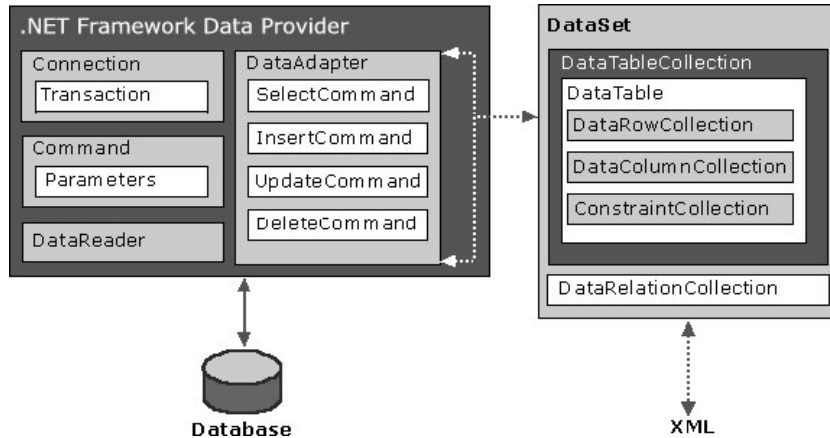 .NET Framework Data Provider
Connection
Transaction
Command
Parameters
DataReader
DataAdapter
SelectCommand
InsertCommand
UpdateCommand
DeleteCommand
Database
DataSet
DataTableCollection
DataTable
DataRowCollection
DataColumnCollection
ConstraintCollection
DataRelationCollection
XML